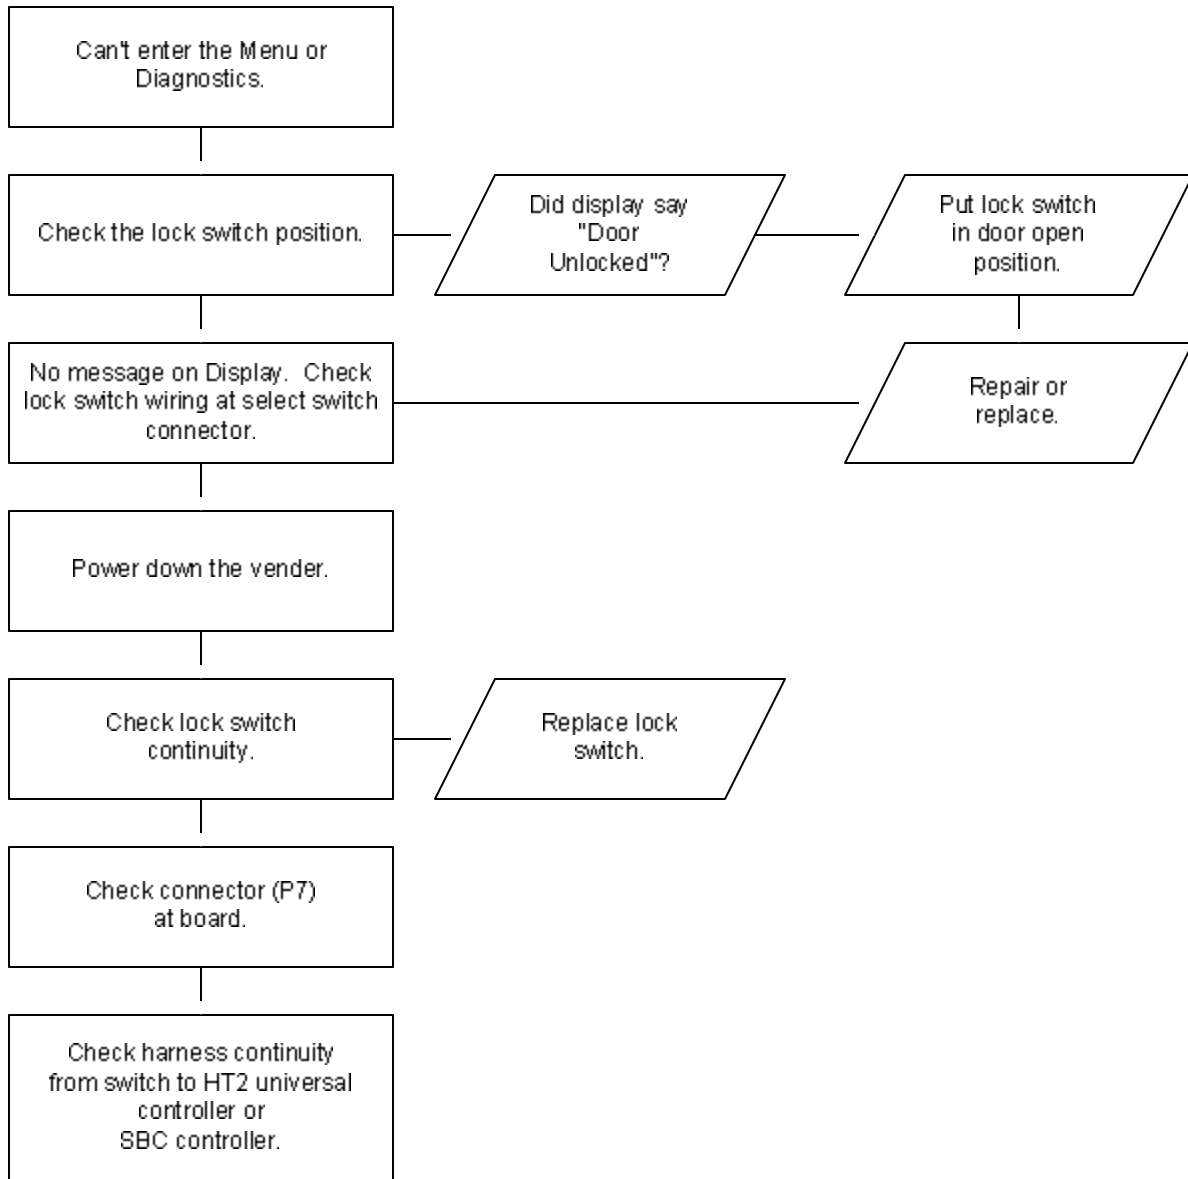 Can't enter the Menu or
Diagnostics.
Check the lock switch position.
Did display say
"Door
Unlocked"?
Put lock switch
in door open
position.
No message on Display.  Check
lock switch wiring at select switch
connector.
Repair or
replace.
Power down the vender.
Check lock switch
continuity.
Replace lock
switch.
Check connector (P7)
at board.
Check harness continuity
from switch to HT2 universal
controller or
SBC controller.